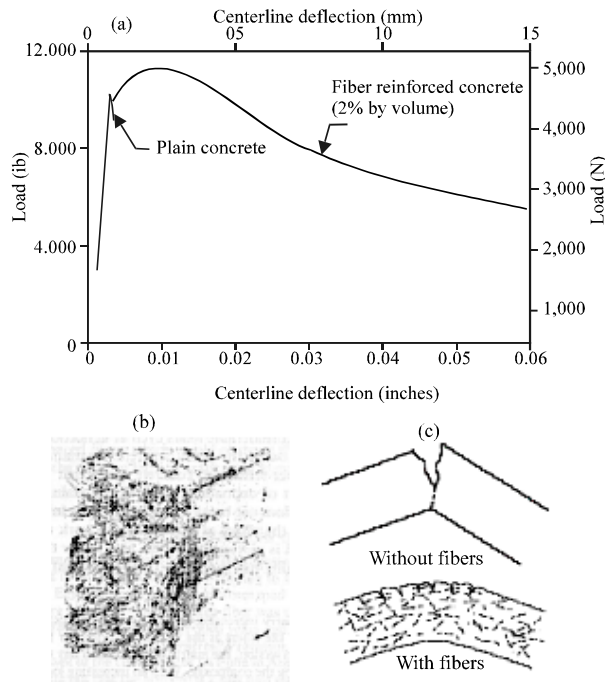 Centerline deflection (mm)
(a)
0 05 10 15
12.000
8.000
4.000
0
Load (ib)
5,000
4,000
3,000
2,000
1,000
Load (N)
Fiber reinforced concrete
(2% by volume)
Plain concrete
0 0.01 0.02 0.03 0.04 0.05 0.06
Centerline deflection (inches)
(b)
(c)
Without fibers
With fibers